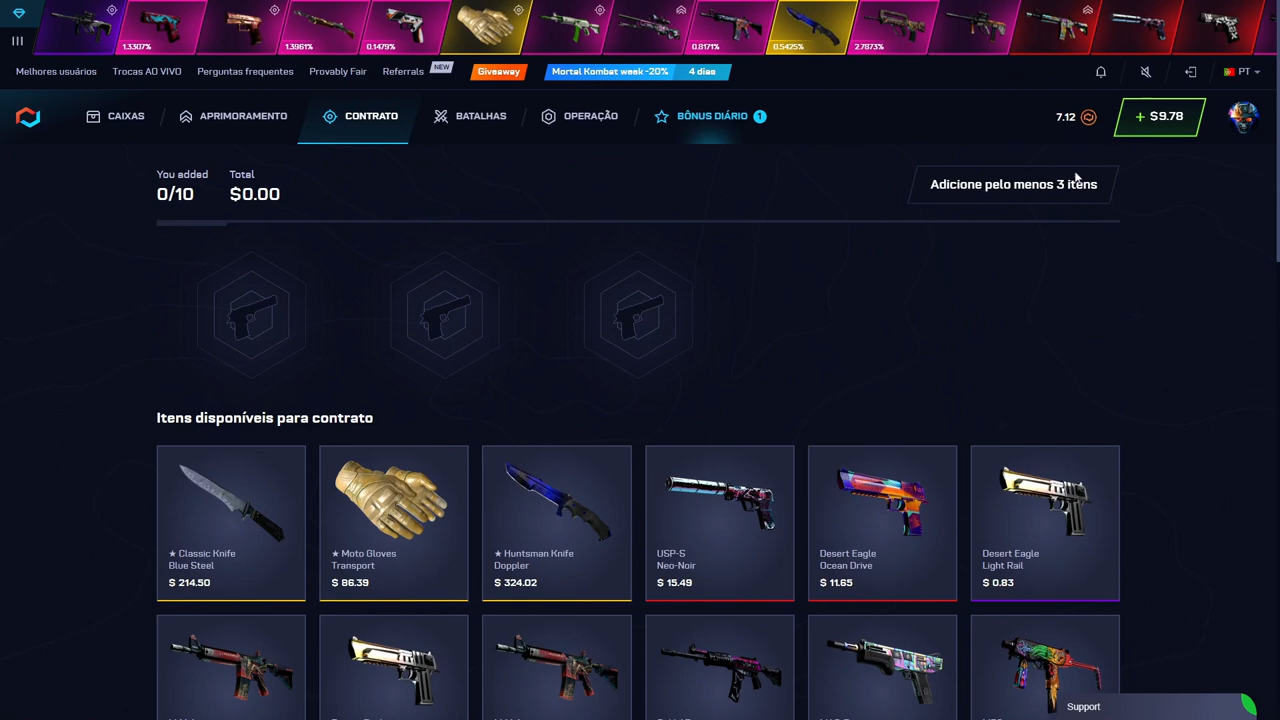 1.3307%
1.3961%
0.1479%
0.8171%
0.5425%
2.7873%
Melhores usuários
Trocas AO VIVO
Perguntas frequentes
Provably Fair
Referrals
NEW
Giveaway
Mortal Kombat week -20%
4 dias
PT
CAIXAS
APRIMORAMENTO
CONTRATO
BATALHAS
OPERAÇÃO
BÔNUS DIÁRIO
1
7.12
+ $9.78
You added
0/10
Total
$0.00
Adicione pelo menos 3 itens
Itens disponíveis para contrato
★ Classic Knife
Blue Steel
$ 214.50
★ Moto Gloves
Transport
$ 86.39
★ Huntsman Knife
Doppler
$ 324.02
USP-S
Neo-Noir
$ 15.49
Desert Eagle
Ocean Drive
$ 11.65
Desert Eagle
Light Rail
$ 0.83
Support